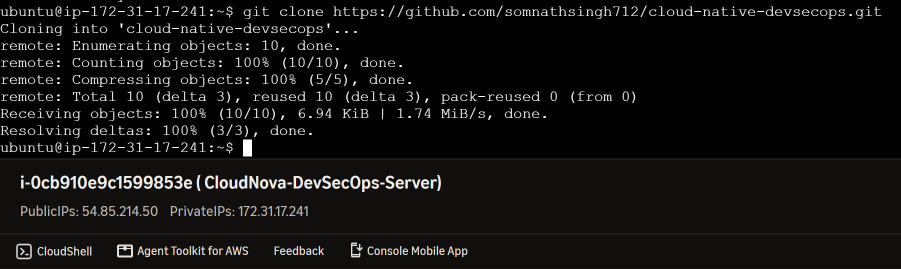 ubuntu@ip-172-31-17-241:~$ git clone https://github.com/somnathsingh712/cloud-native-devsecops.git
Cloning into 'cloud-native-devsecops'...
remote: Enumerating objects: 10, done.
remote: Counting objects: 100% (10/10), done.
remote: Compressing objects: 100% (5/5), done.
remote: Total 10 (delta 3), reused 10 (delta 3), pack-reused 0 (from 0)
Receiving objects: 100% (10/10), 6.94 KiB | 1.74 MiB/s, done.
Resolving deltas: 100% (3/3), done.
ubuntu@ip-172-31-17-241:~$
i-0cb910e9c1599853e ( CloudNova-DevSecOps-Server)
PublicIPs: 54.85.214.50 PrivateIPs: 172.31.17.241
CloudShell Agent Toolkit for AWS Feedback Console Mobile App